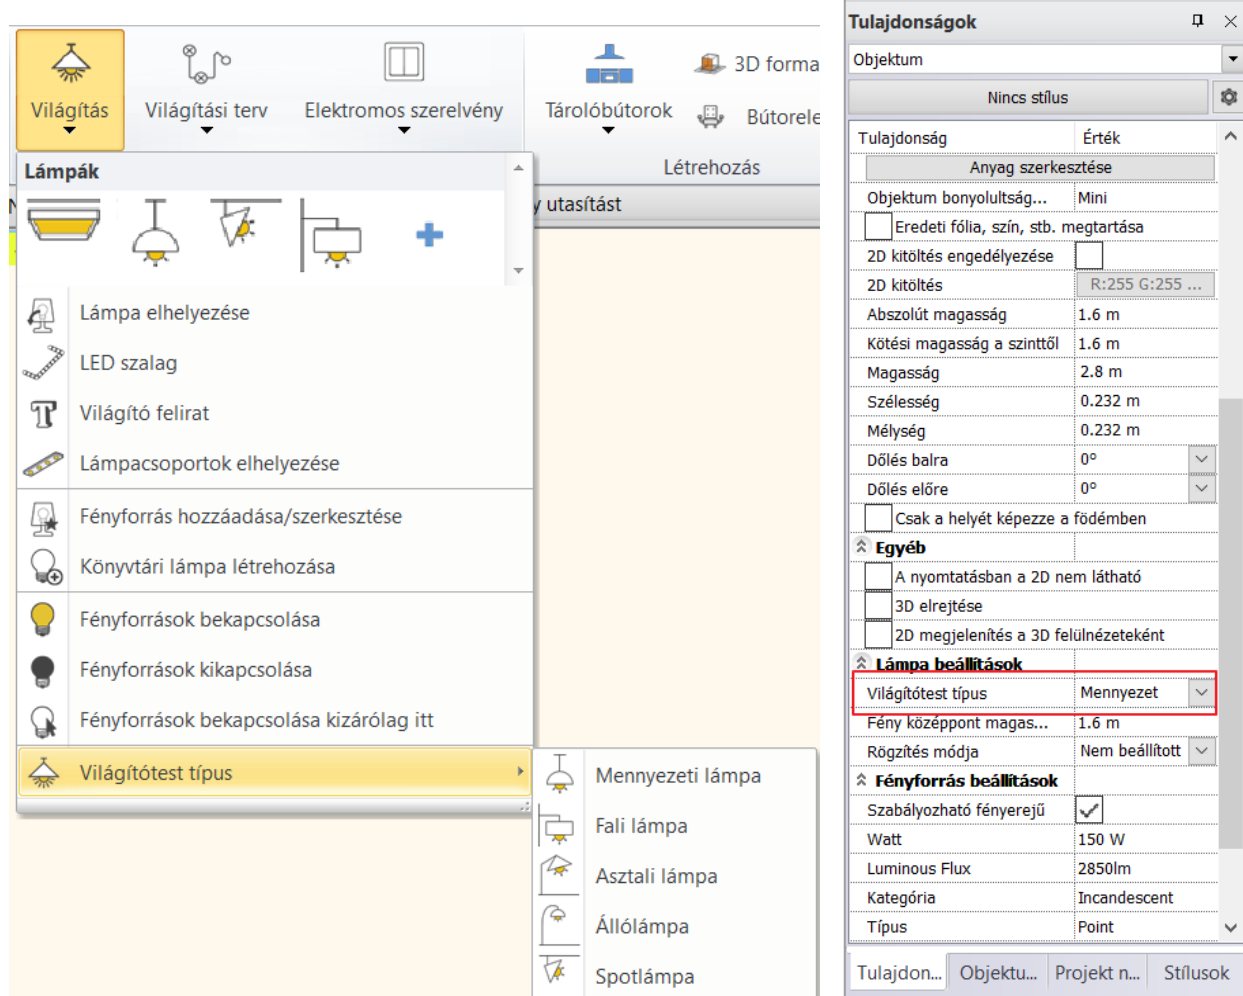 Világítás
Világítási terv
Elektromos szerelvény
Tárolóbútorok
3D forma
Bútorele
Létrehozás
y utasítást
Lámpák
Lámpa elhelyezése
LED szalag
Világító felirat
Lámpacsoportok elhelyezése
Fényforrás hozzáadása/szerkesztése
Könyvtári lámpa létrehozása
Fényforrások bekapcsolása
Fényforrások kikapcsolása
Fényforrások bekapcsolása kizárólag itt
Világítótest típus
Mennyezeti lámpa
Fali lámpa
Asztali lámpa
Állólámpa
Spotlámpa
Tulajdonságok
Objektum
Nincs stílus
Tulajdonság Érték
Anyag szerkesztése
Objektum bonyolultság... Mini
Eredeti fólia, szín, stb. megtartása
2D kitöltés engedélyezése
2D kitöltés R:255 G:255 ...
Abszolút magasság 1.6 m
Kötési magasság a szinttől 1.6 m
Magasság 2.8 m
Szélesség 0.232 m
Mélység 0.232 m
Dőlés balra 0°
Dőlés előre 0°
Csak a helyét képezze a födémben
Egyéb
A nyomtatásban a 2D nem látható
3D elrejtése
2D megjelenítés a 3D felülnézeteként
Lámpa beállítások
Világítótest típus Mennyezet
Fény középpont magas... 1.6 m
Rögzítés módja Nem beállított
Fényforrás beállítások
Szabályozható fényerejű
Watt 150 W
Luminous Flux 2850lm
Kategória Incandescent
Típus Point
Tulajdon... Objektu... Projekt n... Stílusok